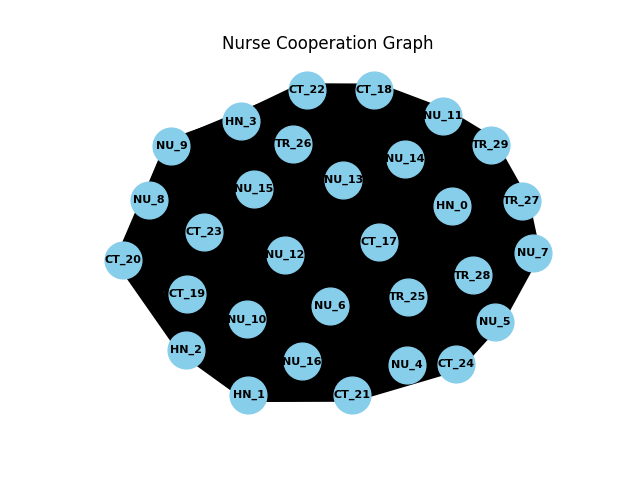 Nurse Cooperation Graph
CT_22
CT_18
NU_11
HN_3
TR_26
TR_29
NU_9
NU_14
NU_13
NU_15
NU_8
TR_27
HN_0
CT_23
CT_17
NU_7
NU_12
CT_20
TR_28
CT_19
TR_25
NU_6
NU_10
NU_5
HN_2
NU_16
NU_4
CT_24
HN_1
CT_21